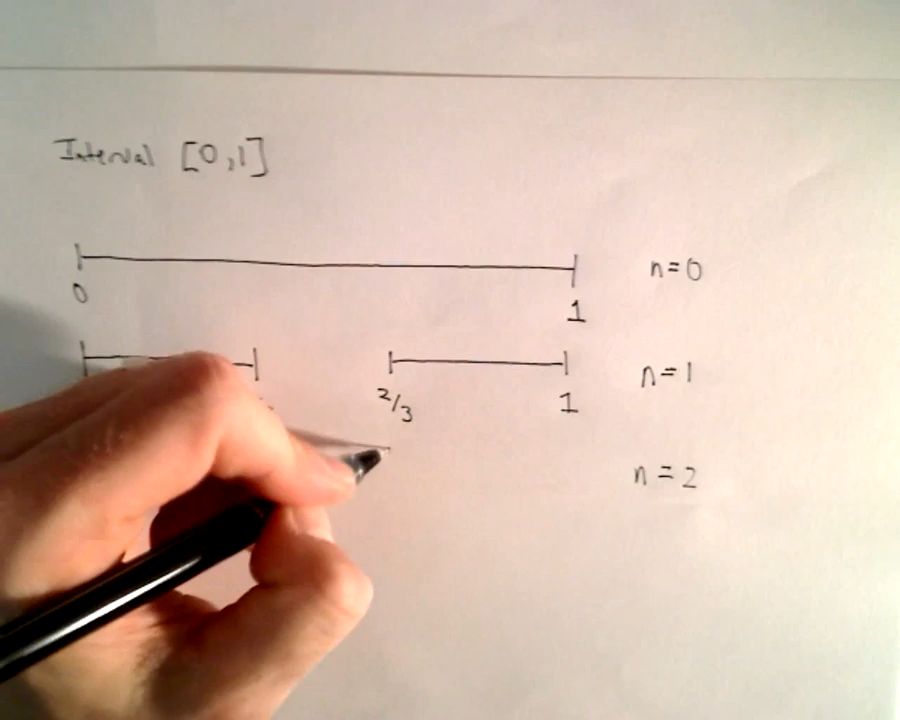 Interval [0,1]
n=0
0 1
n=1
2/3 1
n=2